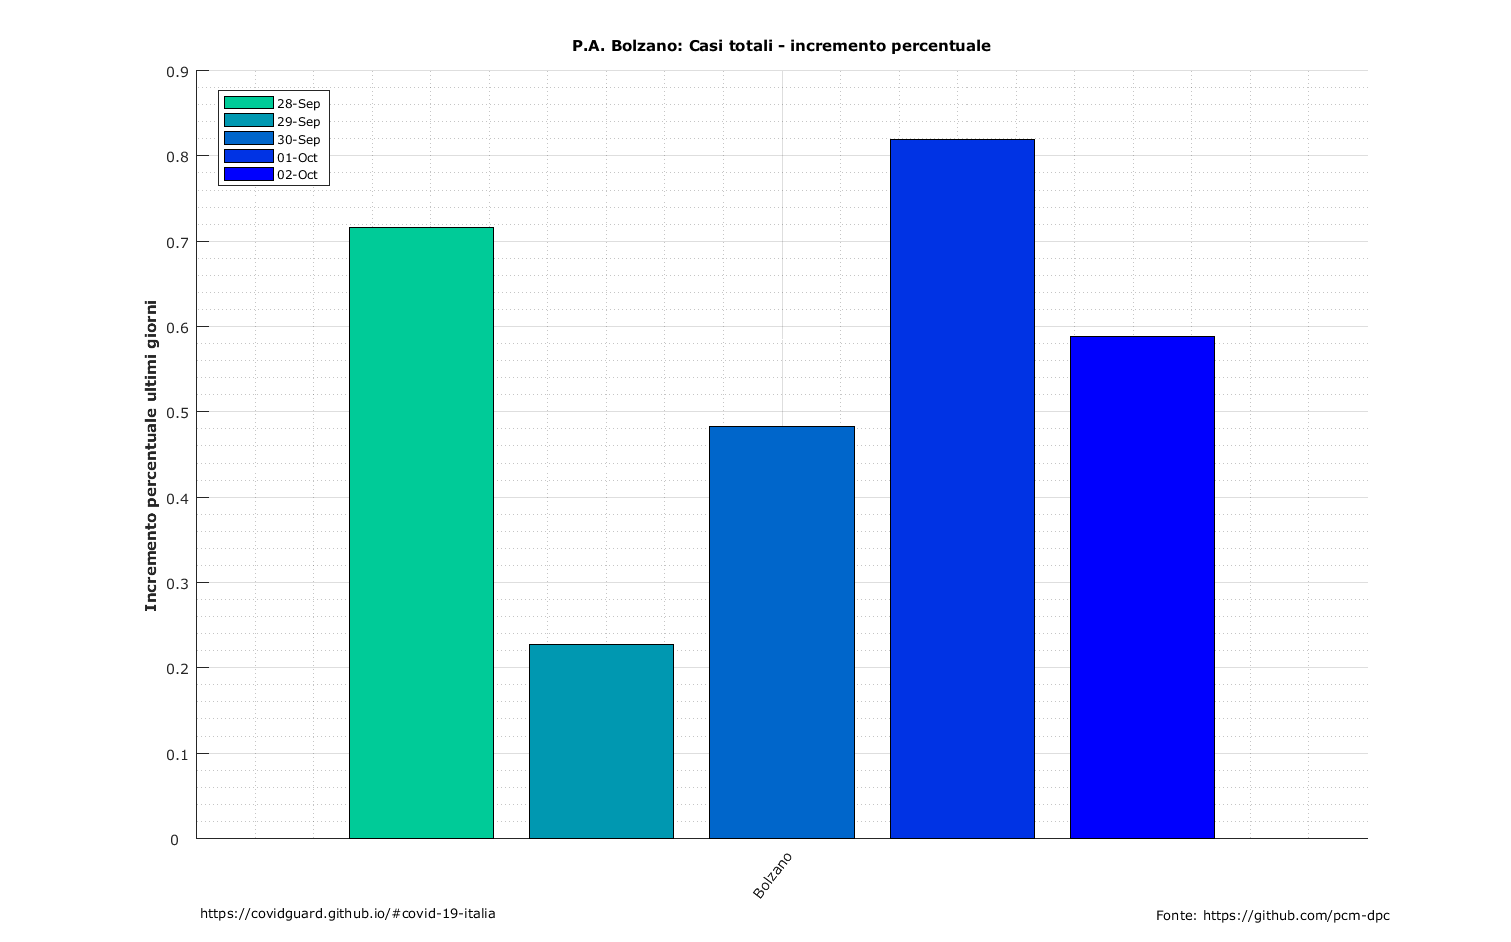 P.A. Bolzano: Casi totali - incremento percentuale
0.9
0.8
0.7
0.6
0.5
0.4
0.3
0.2
0.1
0
Incremento percentuale ultimi giorni
28-Sep
29-Sep
30-Sep
01-Oct
02-Oct
Bolzano
https://covidguard.github.io/#covid-19-italia
Fonte: https://github.com/pcm-dpc